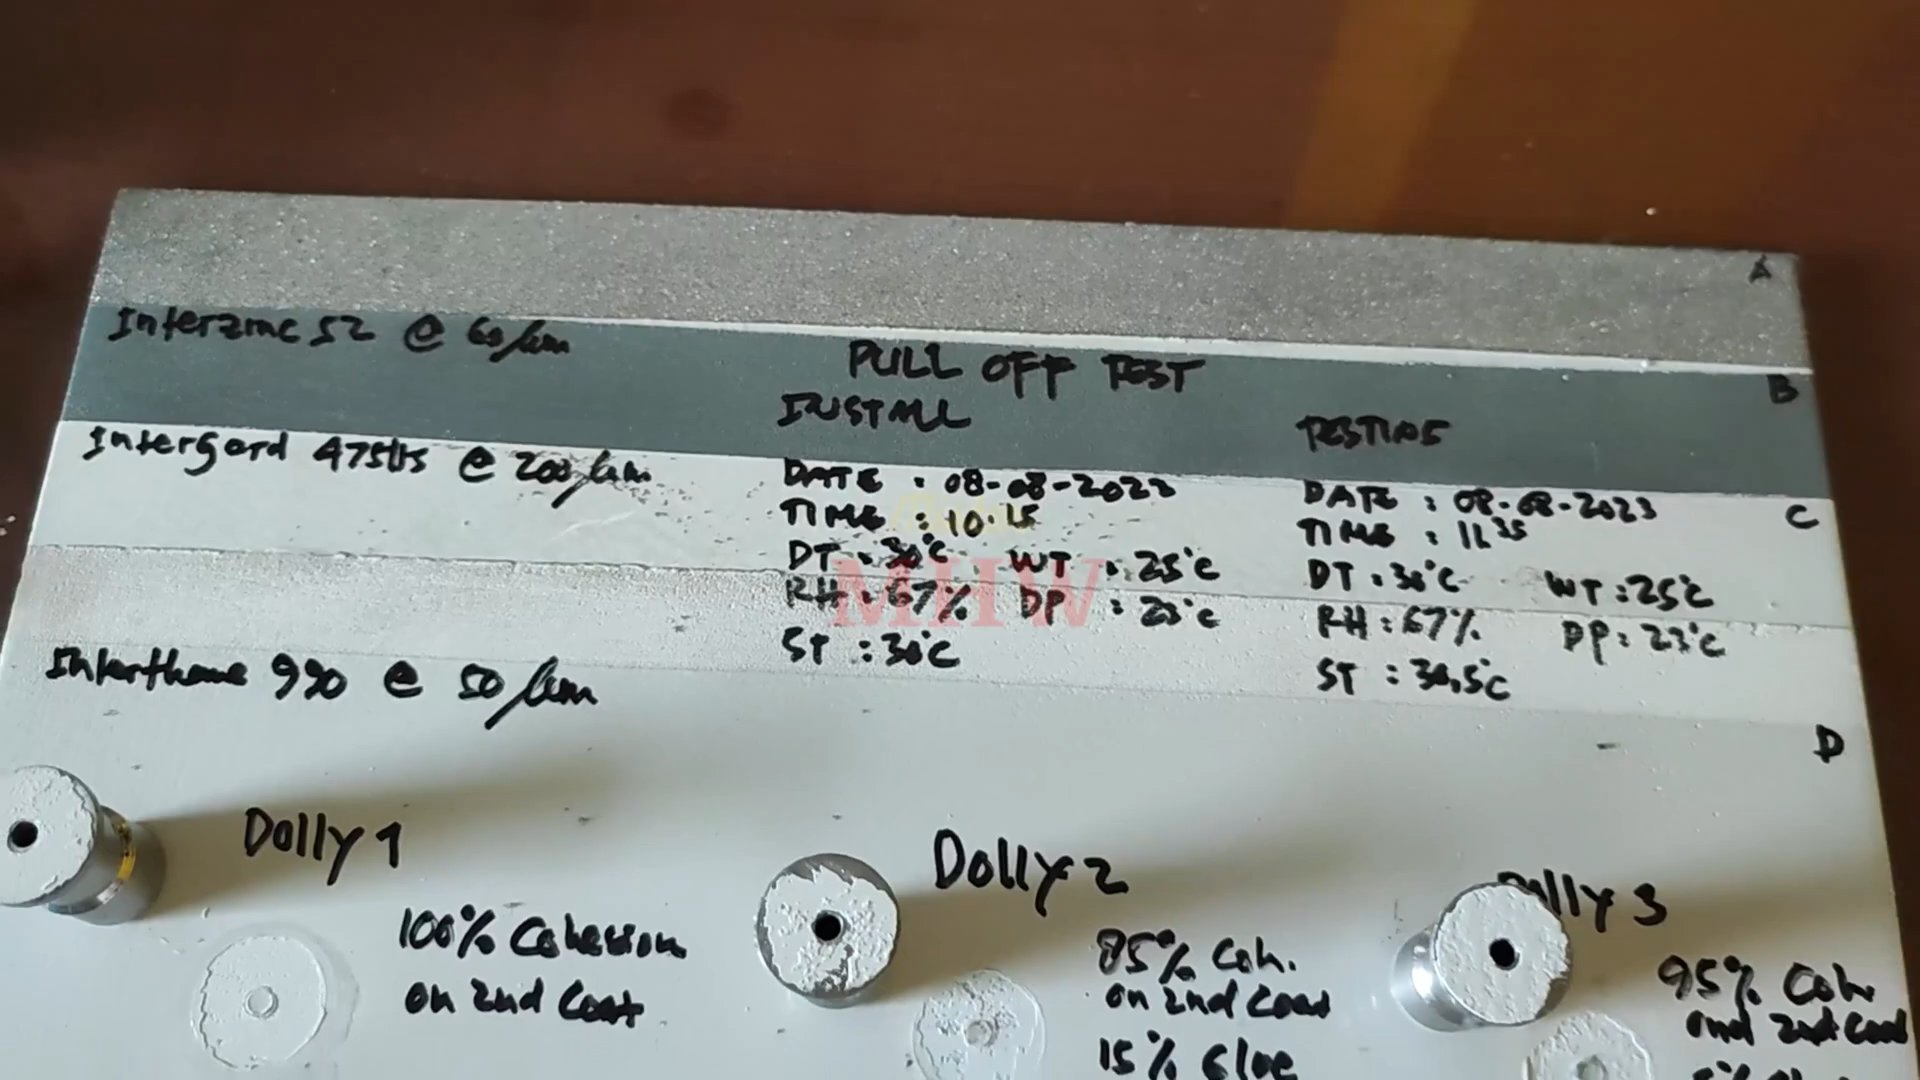 A
Interzinc 52 @ 60 µm
PULL OFF TEST
B
INSTALL
TESTING
Intergard 475HS @ 200 µm
DATE : 08-08-2023
DATE : 08-08-2023
C
TIME : 10.15
TIME : 11 35
DT : 30°C WT : 25°C
DT : 30°C WT : 25°C
MHW
RH : 67% DP : 23°C
RH : 67% DP : 23°C
ST : 30°C
ST : 30,5°C
Interthane 990 @ 50 µm
D
Dolly 1
Dolly 2
Dolly 3
100% Cohesion
on 2nd Coat
85% Coh.
on 2nd Coat
15% Glue
95% Coh
2nd Coat